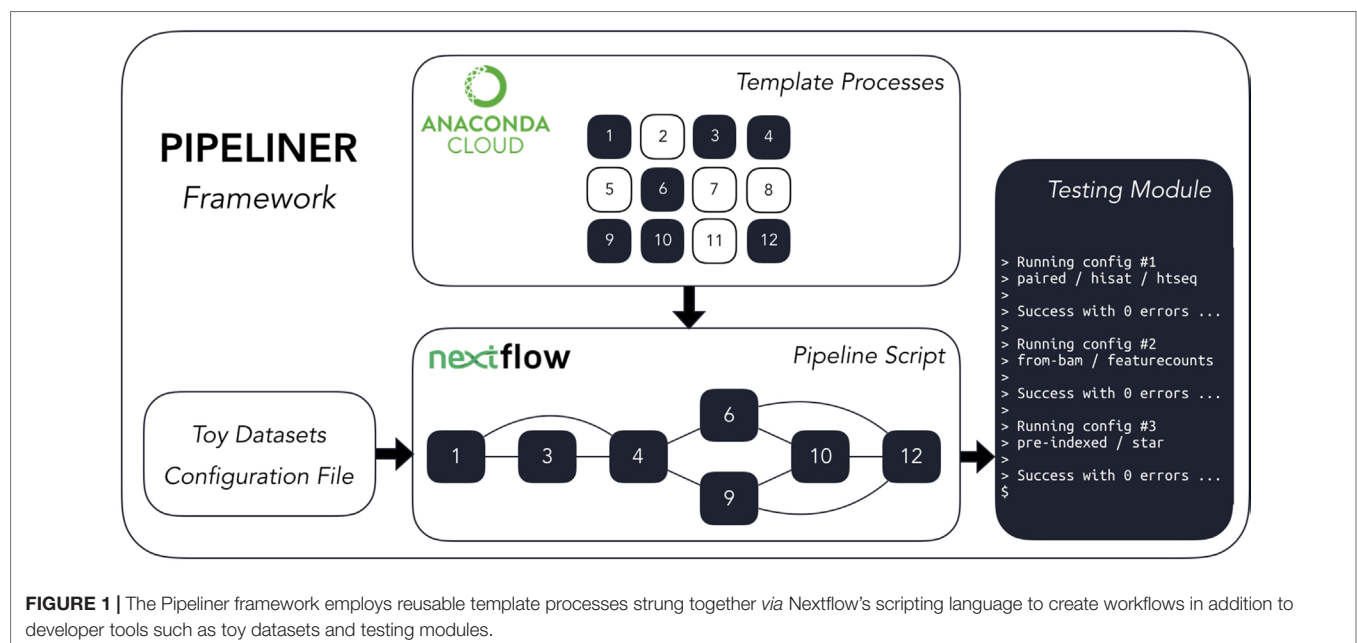 PIPELINER
Framework
ANACONDA
CLOUD
Template Processes
1 2 3 4
5 6 7 8
9 10 11 12
nextflow
Pipeline Script
Toy Datasets
Configuration File
1 3 4 6 9 10 12
Testing Module
> Running config #1
> paired / hisat / htseq
>
> Success with 0 errors ...
>
> Running config #2
> from-bam / featurecounts
>
> Success with 0 errors ...
>
> Running config #3
> pre-indexed / star
>
> Success with 0 errors ...
$
FIGURE 1 | The Pipeliner framework employs reusable template processes strung together via Nextflow's scripting language to create workflows in addition to
developer tools such as toy datasets and testing modules.